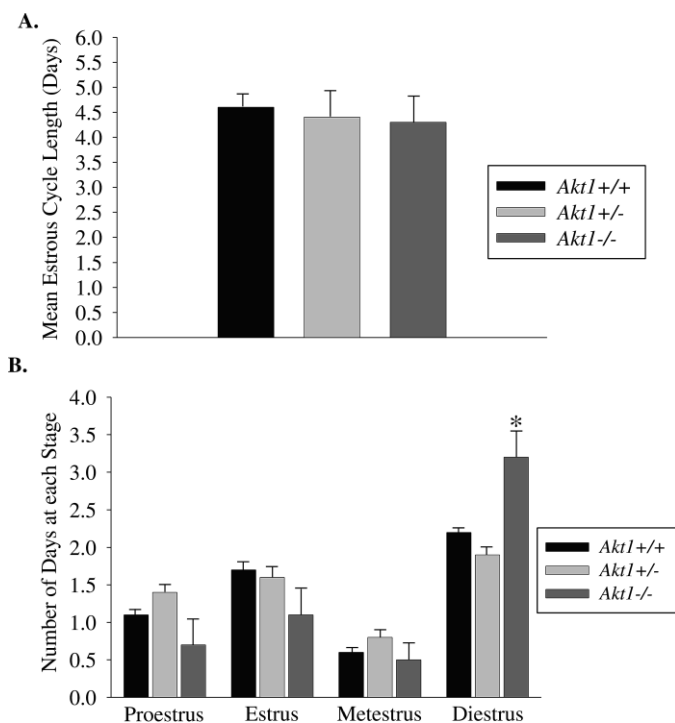 A.
Mean Estrous Cycle Length (Days)
6.0
5.5
5.0
4.5
4.0
3.5
3.0
2.5
2.0
1.5
1.0
0.5
0.0
Akt1+/+
Akt1+/-
Akt1-/-
B.
Number of Days at each Stage
4.0
3.5
3.0
2.5
2.0
1.5
1.0
0.5
0.0
*
Akt1+/+
Akt1+/-
Akt1-/-
Proestrus Estrus Metestrus Diestrus